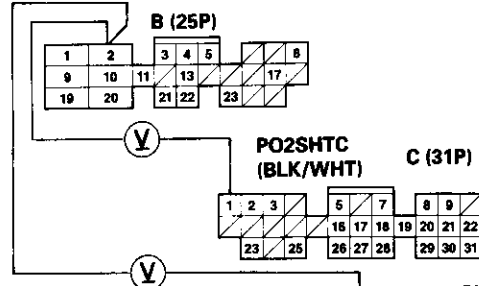 B (25P)
1 2 3 4 5 8
9 10 11 13 17
19 20 21 22 23
V
PO2SHTC
(BLK/WHT)
C (31P)
1 2 3 5 7 8 9
16 17 18 19 20 21 22
23 25 26 27 28 29 30 31
V